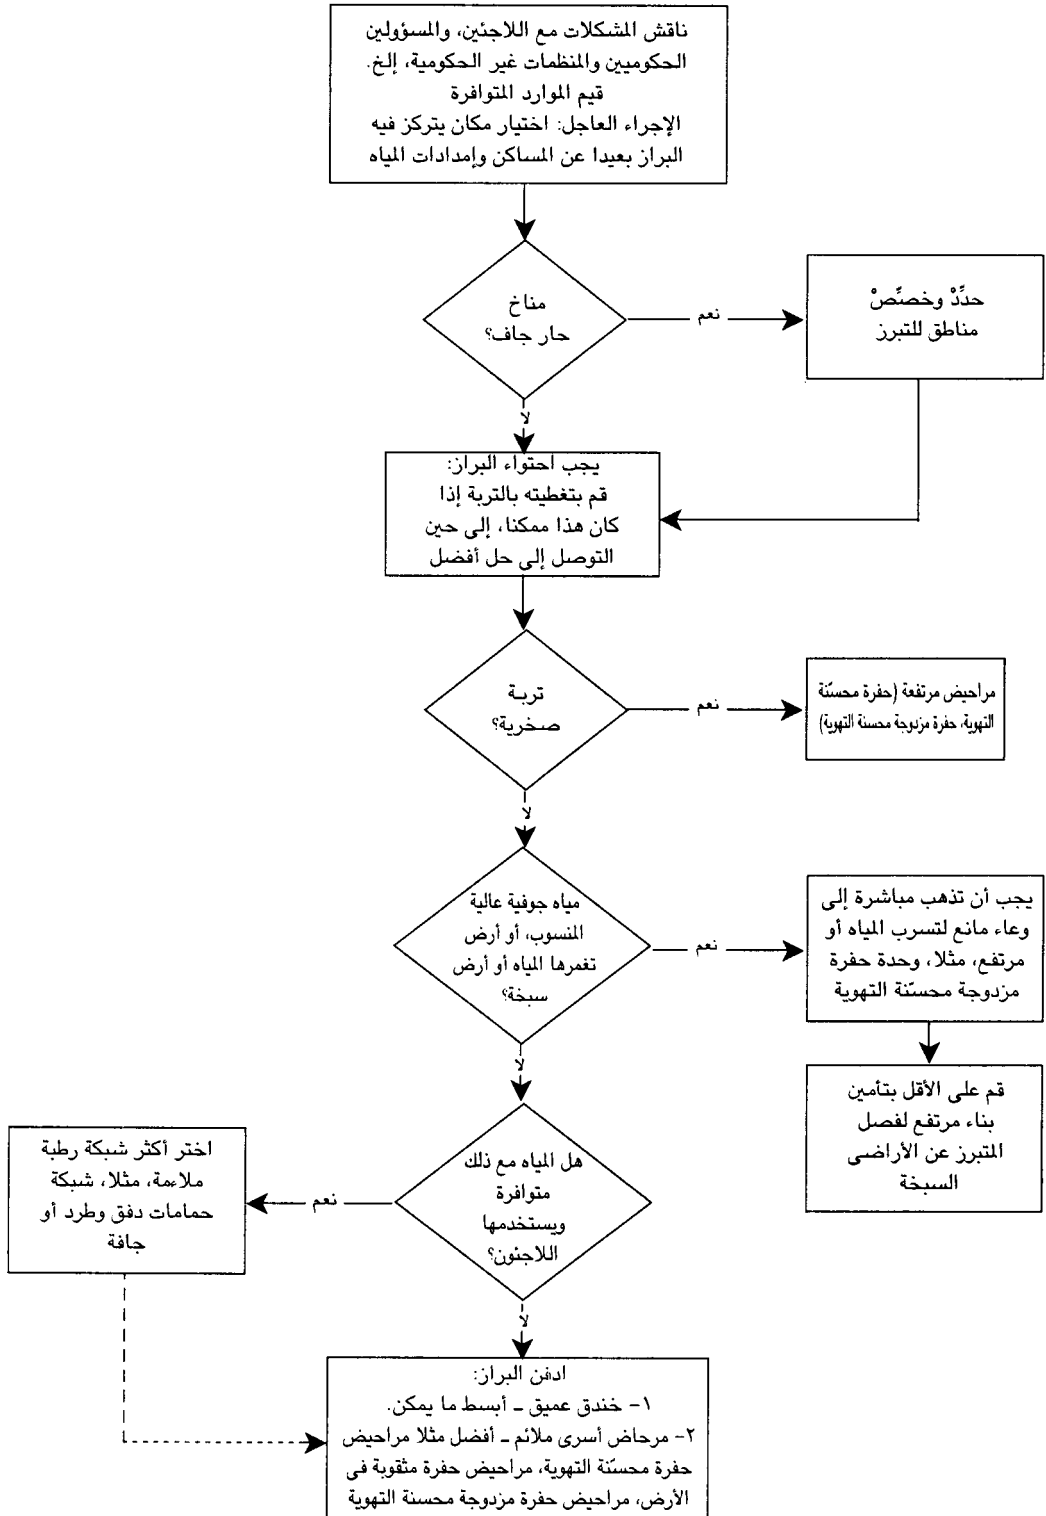 ناقش المشكلات مع اللاجئين، والمسؤولين
الحكوميين والمنظمات غير الحكومية، إلخ.
قيم الموارد المتوافرة
الإجراء العاجل: اختيار مكان يتركز فيه
البراز بعيدا عن المساكن وإمدادات المياه
مناخ
حار جاف؟
نعم
حدِّدْ وخصِّصْ
مناطق للتبرز
لا
يجب احتواء البراز:
قم بتغطيته بالتربة إذا
كان هذا ممكنا، إلى حين
التوصل إلى حل أفضل
تربة
صخرية؟
نعم
مراحيض مرتفعة (حفرة محسّنة
التهوية، حفرة مزدوجة محسنة التهوية)
لا
مياه جوفية عالية
المنسوب، أو أرض
تغمرها المياه أو أرض
سبخة؟
نعم
يجب أن تذهب مباشرة إلى
وعاء مانع لتسرب المياه أو
مرتفع، مثلا، وحدة حفرة
مزدوجة محسّنة التهوية
قم على الأقل بتأمين
بناء مرتفع لفصل
المتبرز عن الأراضى
السبخة
لا
هل المياه مع ذلك
متوافرة
ويستخدمها
اللاجئون؟
نعم
اختر أكثر شبكة رطبة
ملاءمة، مثلا، شبكة
حمامات دفق وطرد أو
جافة
لا
ادفن البراز:
١- خندق عميق ـ أبسط ما يمكن.
٢- مرحاض أسرى ملائم ـ أفضل مثلا مراحيض
حفرة محسّنة التهوية، مراحيض حفرة مثقوبة فى
الأرض، مراحيض حفرة مزدوجة محسنة التهوية